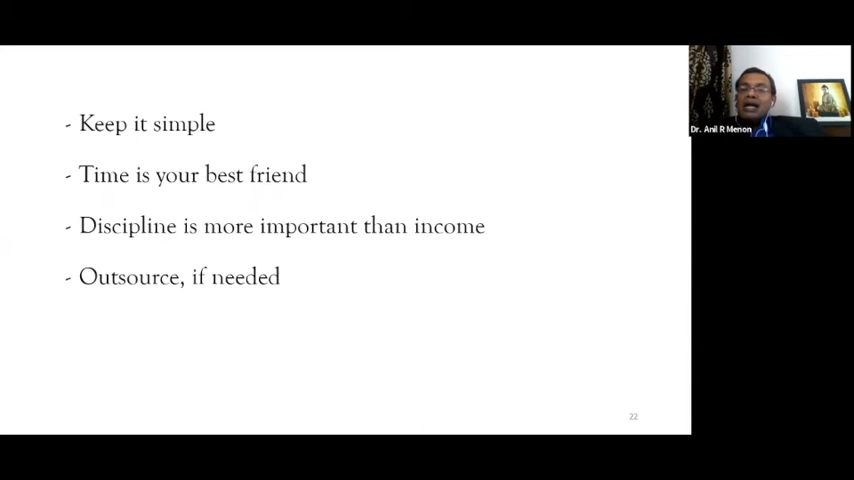 - Keep it simple
- Time is your best friend
- Discipline is more important than income
- Outsource, if needed
22
Dr. Anil R Menon